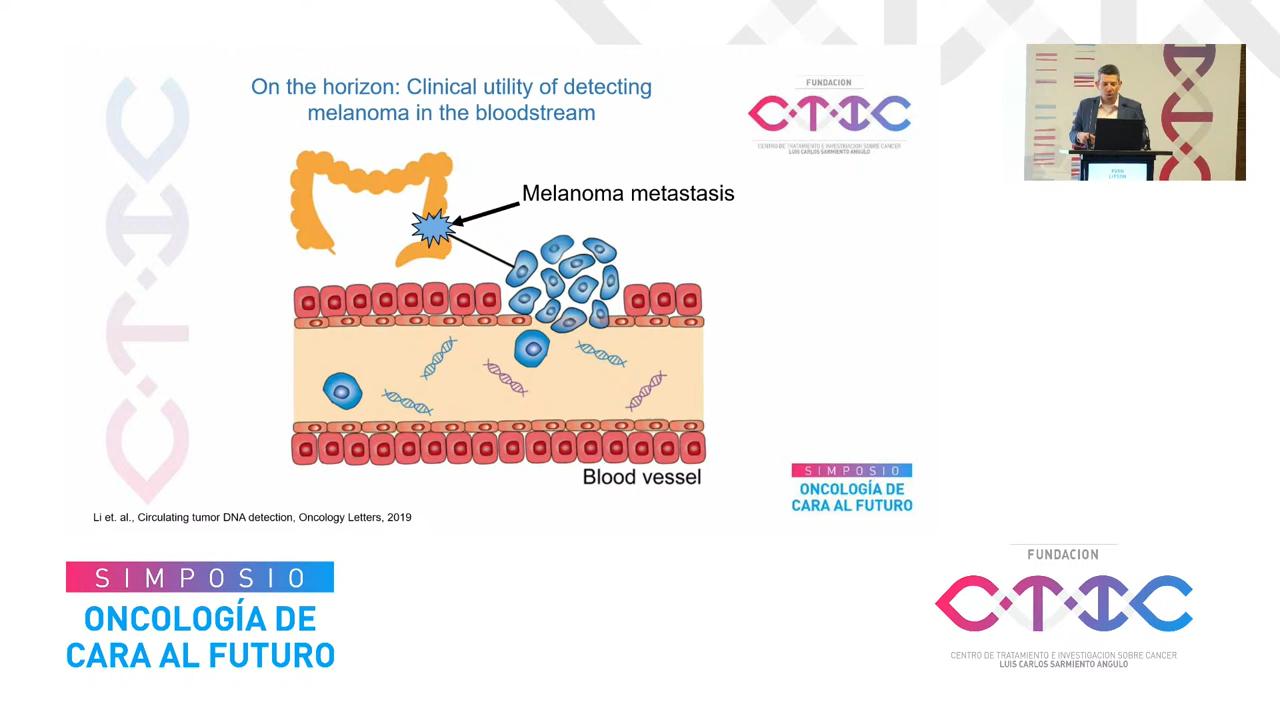 On the horizon: Clinical utility of detecting
melanoma in the bloodstream
FUNDACION
C·T·I·C
CENTRO DE TRATAMIENTO E INVESTIGACION SOBRE CANCER
LUIS CARLOS SARMIENTO ANGULO
C·T·I·C
Melanoma metastasis
Blood vessel
Li et. al., Circulating tumor DNA detection, Oncology Letters, 2019
SIMPOSIO
ONCOLOGÍA DE
CARA AL FUTURO
EVAN
LIPSON
SIMPOSIO
ONCOLOGÍA DE
CARA AL FUTURO
FUNDACION
C·T·I·C
CENTRO DE TRATAMIENTO E INVESTIGACION SOBRE CANCER
LUIS CARLOS SARMIENTO ANGULO